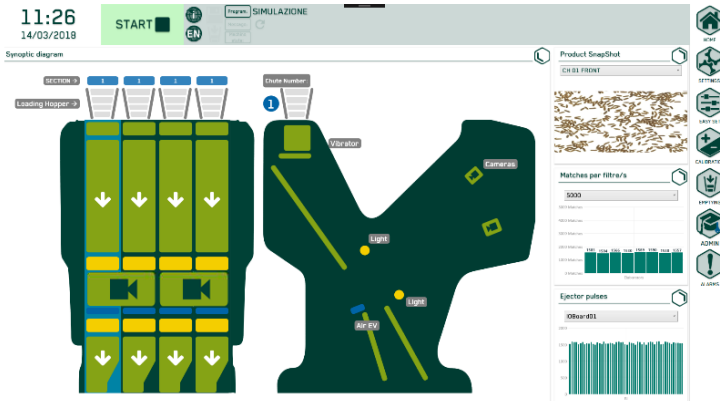 11:26
14/03/2018
START
EN
Program.
SIMULAZIONE
Synoptic diagram
SECTION →
1 1 1 1
Loading Hopper →
Chute Number:
1
Vibrator
Cameras
Light
Light
Air EV
Product SnapShot
CH 01 FRONT
Matches per filtro/s
5000
Ejector pulses
IOBoard01
HOME
SETTINGS
CALIBRATION
EMPTYING
ADMIN
ALARMS